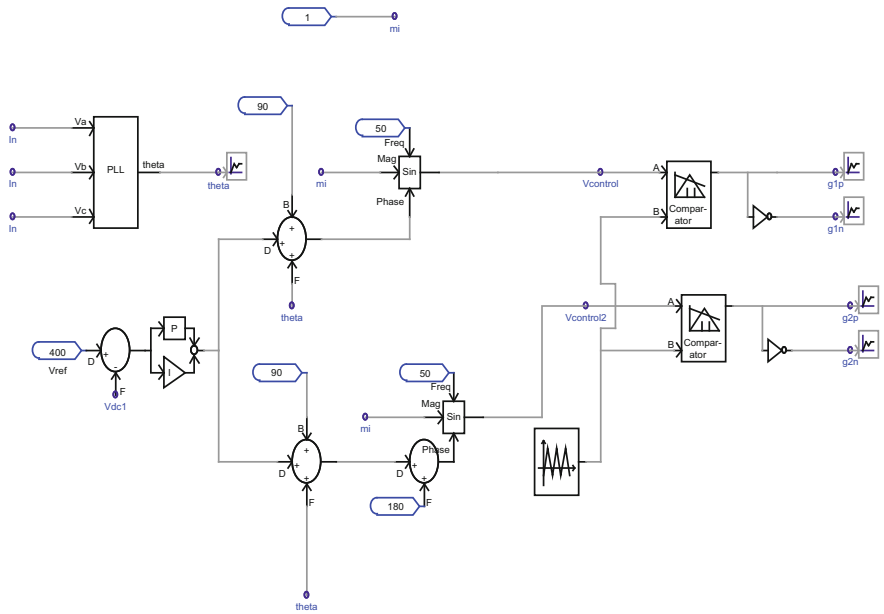 1
mi
90
50
Freq
Va
In
Vb
In
Vc
In
PLL
theta
theta
mi
Mag
Sin
Phase
Vcontrol
A
B
Compar-
ator
g1p
g1n
B
+
D
+
+
F
theta
400
Vref
D
+
-
F
Vdc1
P
I
Vcontrol2
A
B
Compar-
ator
g2p
g2n
90
50
Freq
mi
Mag
Sin
Phase
B
+
D
+
+
F
D
+
+
F
180
theta